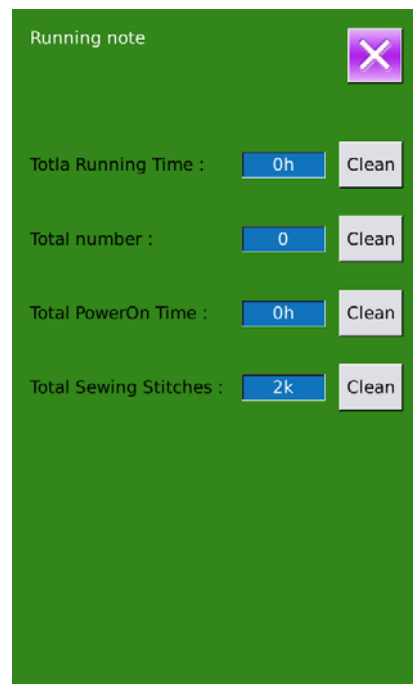 Running note
Totla Running Time : 0h Clean
Total number : 0 Clean
Total PowerOn Time : 0h Clean
Total Sewing Stitches : 2k Clean